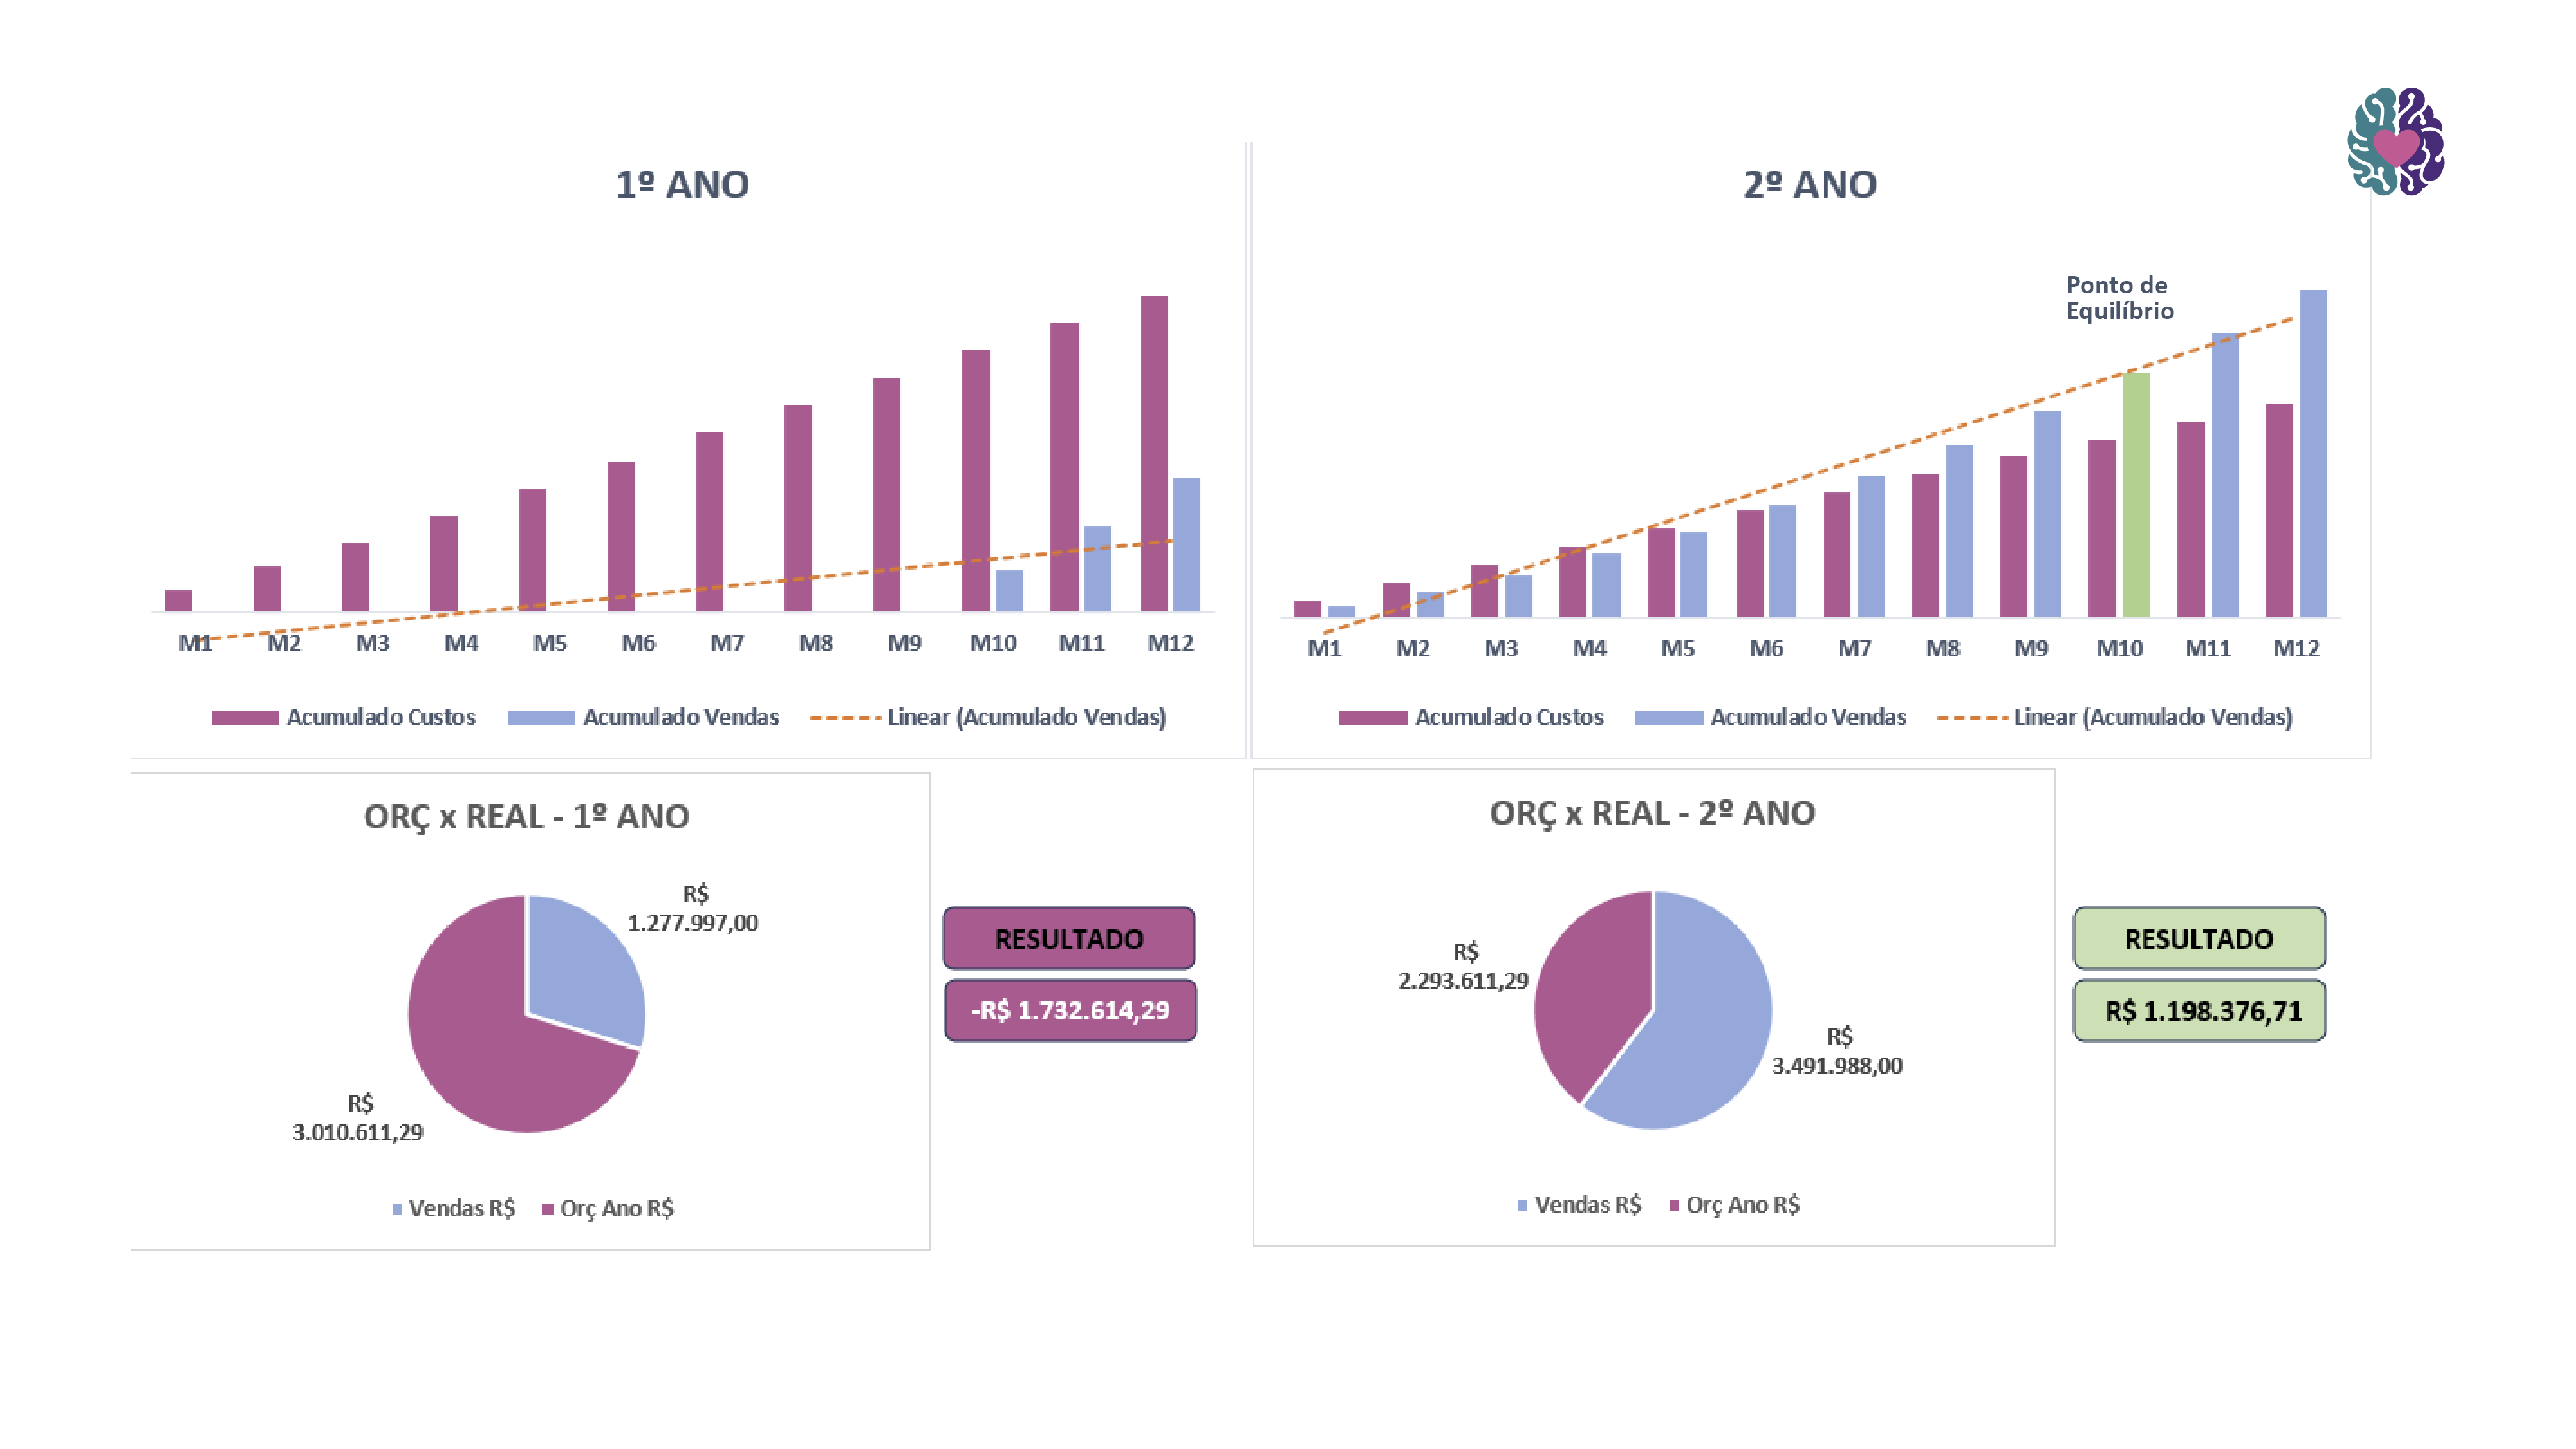 1º ANO
M1 M2 M3 M4 M5 M6 M7 M8 M9 M10 M11 M12
Acumulado Custos Acumulado Vendas Linear (Acumulado Vendas)
2º ANO
Ponto de
Equilíbrio
M1 M2 M3 M4 M5 M6 M7 M8 M9 M10 M11 M12
Acumulado Custos Acumulado Vendas Linear (Acumulado Vendas)
ORÇ x REAL - 1º ANO
R$
1.277.997,00
R$
3.010.611,29
Vendas R$ Orç Ano R$
RESULTADO
-R$ 1.732.614,29
ORÇ x REAL - 2º ANO
R$
2.293.611,29
R$
3.491.988,00
Vendas R$ Orç Ano R$
RESULTADO
R$ 1.198.376,71